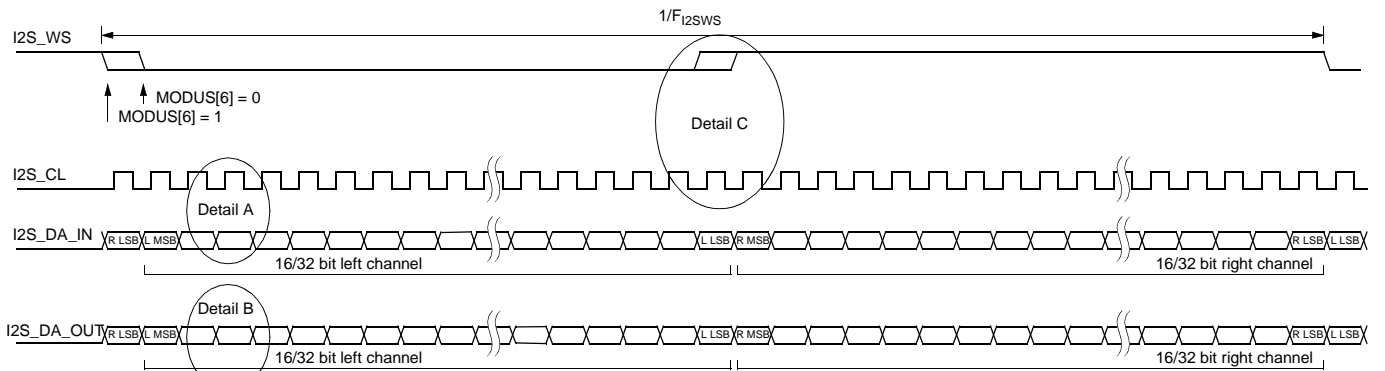 1/FI2SWS
I2S_WS
MODUS[6] = 0
MODUS[6] = 1
Detail C
I2S_CL
Detail A
I2S_DA_IN
R LSB L MSB L LSB R MSB R LSB L LSB
16/32 bit left channel 16/32 bit right channel
Detail B
I2S_DA_OUT
R LSB L MSB L LSB R MSB R LSB L LSB
16/32 bit left channel 16/32 bit right channel